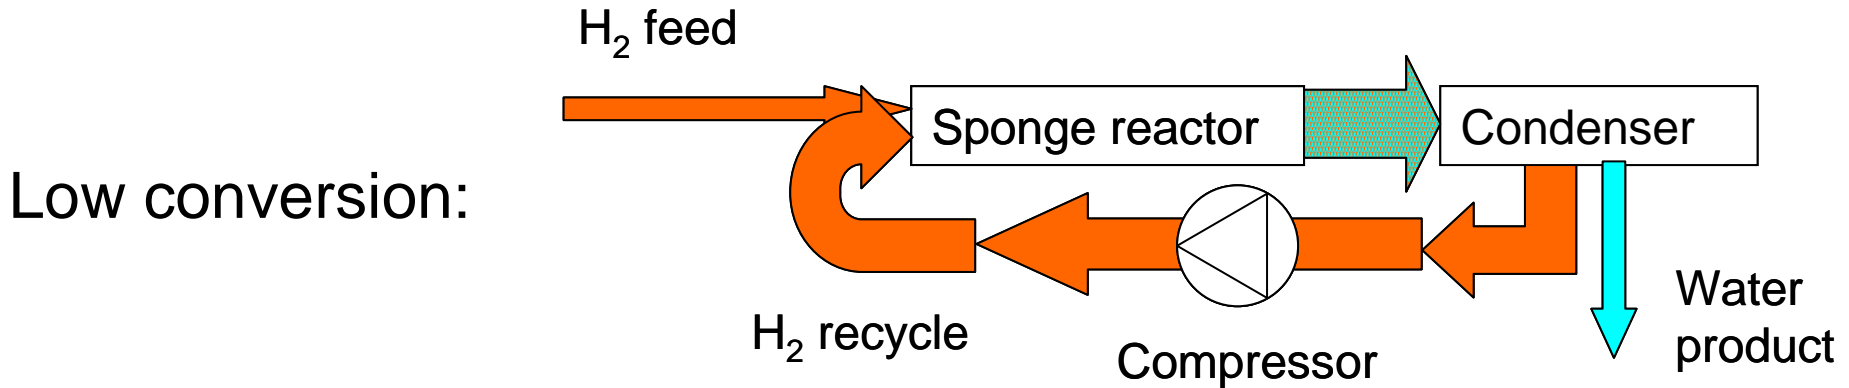 H₂ feed
Sponge reactor
Condenser
Low conversion:
H₂ recycle
Compressor
Water
product